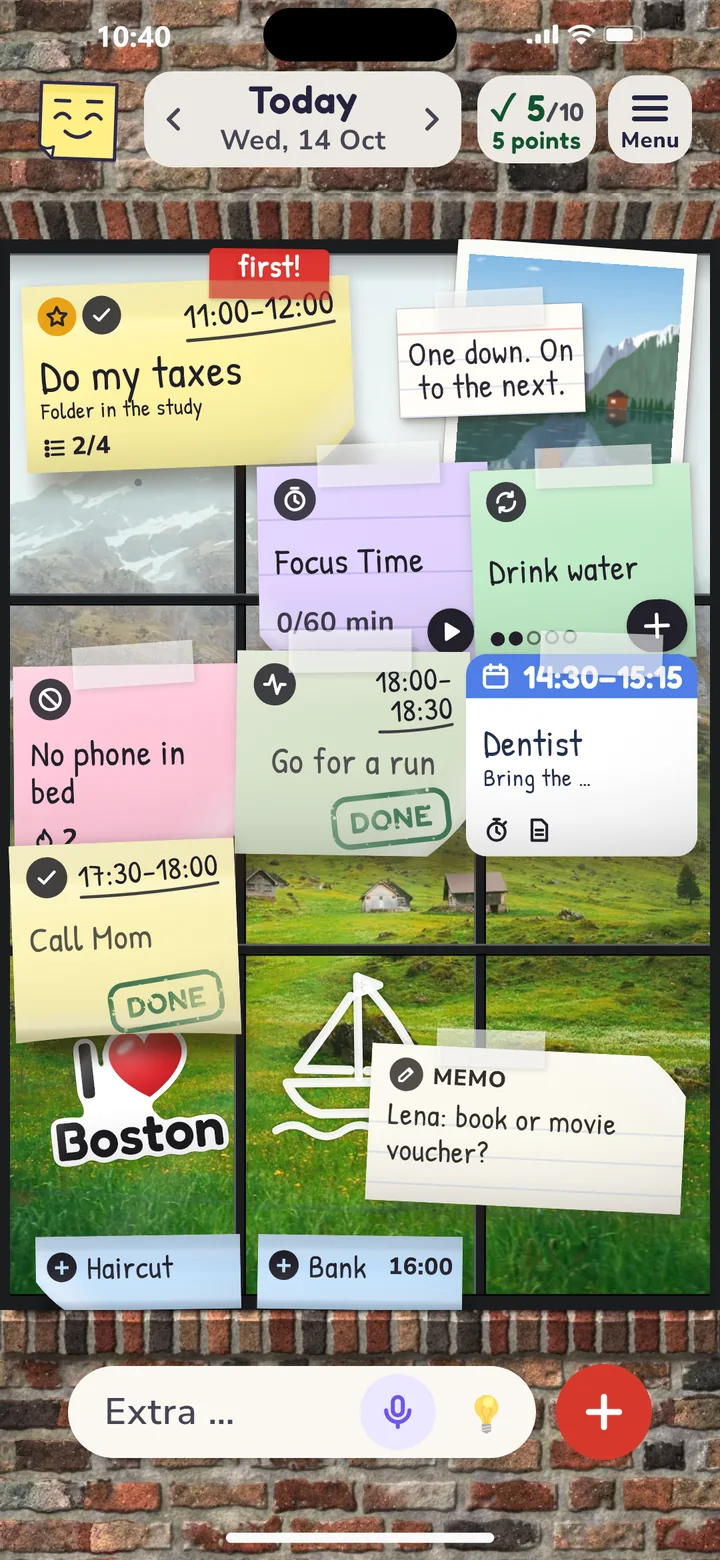 10:40
Today
Wed, 14 Oct
5/10
5 points
Menu
first!
11:00–12:00
Do my taxes
Folder in the study
2/4
One down. On
to the next.
Focus Time
0/60 min
Drink water
No phone in
bed
2
18:00–
18:30
Go for a run
DONE
14:30–15:15
Dentist
Bring the ...
17:30–18:00
Call Mom
DONE
I
Boston
MEMO
Lena: book or movie
voucher?
Haircut
Bank 16:00
Extra ...